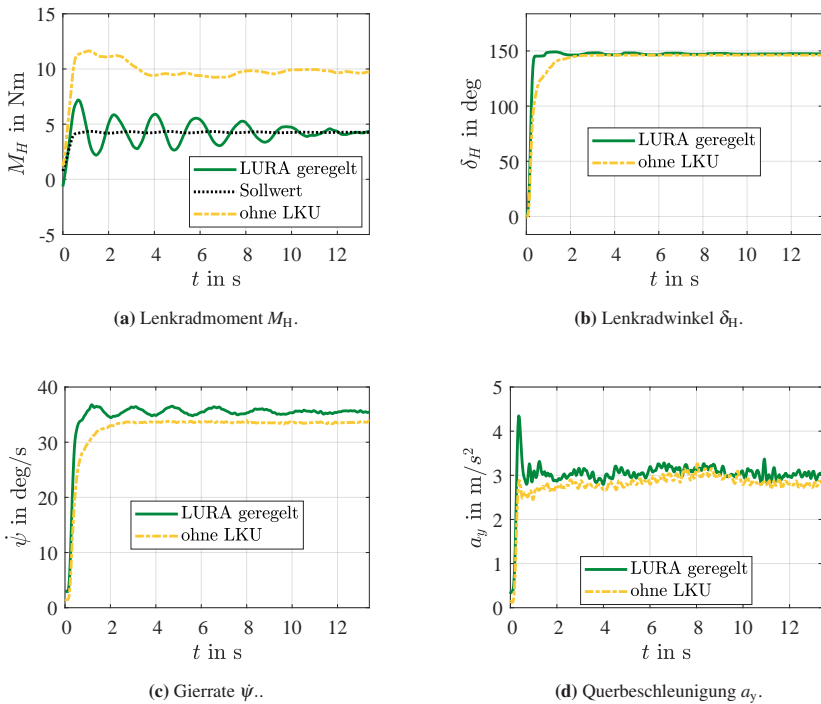 15
10
5
0
-5
M_H in Nm
LURA geregelt
Sollwert
ohne LKU
0 2 4 6 8 10 12
t in s
(a) Lenkradmoment M_H.
150
100
50
0
δ_H in deg
LURA geregelt
ohne LKU
0 2 4 6 8 10 12
t in s
(b) Lenkradwinkel δ_H.
40
30
20
10
0
ψ̇ in deg/s
LURA geregelt
ohne LKU
0 2 4 6 8 10 12
t in s
(c) Gierrate ψ̇..
5
4
3
2
1
0
a_y in m/s²
LURA geregelt
ohne LKU
0 2 4 6 8 10 12
t in s
(d) Querbeschleunigung a_y.